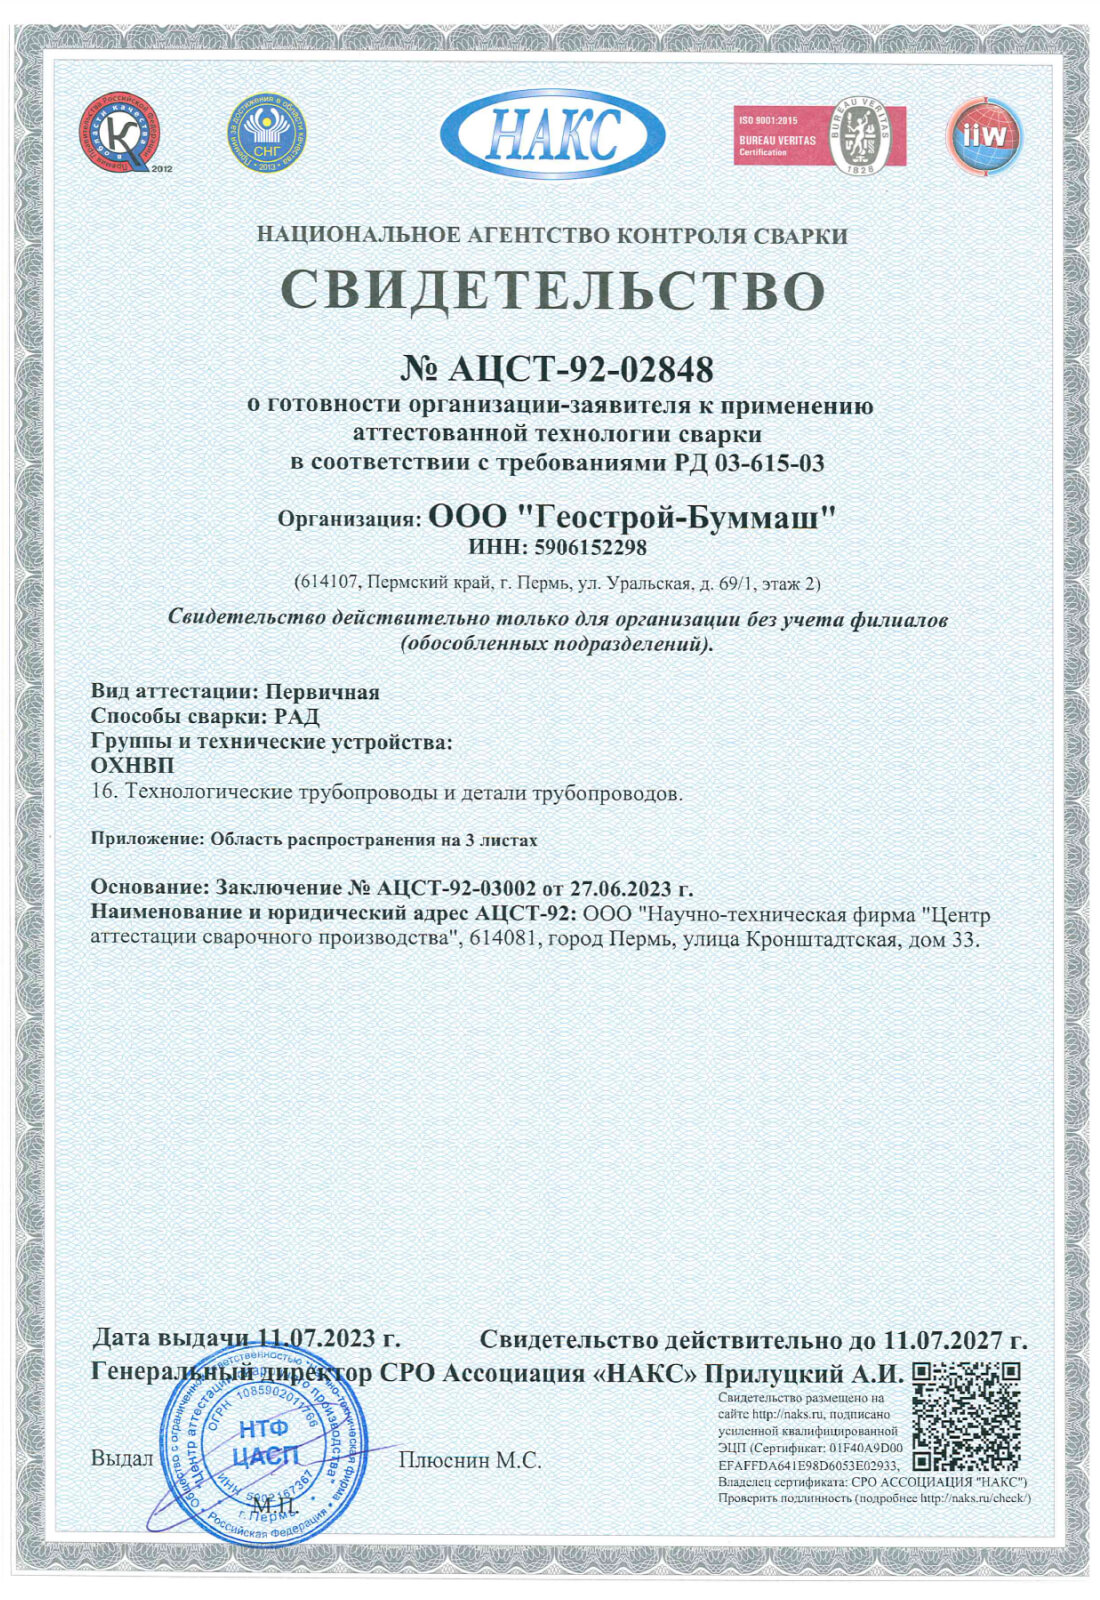 2012
СНГ
2013
НАКС
ISO 9001:2015
BUREAU VERITAS
Certification
BUREAU VERITAS
1828
iiw
НАЦИОНАЛЬНОЕ АГЕНТСТВО КОНТРОЛЯ СВАРКИ
СВИДЕТЕЛЬСТВО
№ АЦСТ-92-02848
о готовности организации-заявителя к применению
аттестованной технологии сварки
в соответствии с требованиями РД 03-615-03
Организация: ООО "Геострой-Буммаш"
ИНН: 5906152298
(614107, Пермский край, г. Пермь, ул. Уральская, д. 69/1, этаж 2)
Свидетельство действительно только для организации без учета филиалов
(обособленных подразделений).
Вид аттестации: Первичная
Способы сварки: РАД
Группы и технические устройства:
ОХНВП
16. Технологические трубопроводы и детали трубопроводов.
Приложение: Область распространения на 3 листах
Основание: Заключение № АЦСТ-92-03002 от 27.06.2023 г.
Наименование и юридический адрес АЦСТ-92: ООО "Научно-техническая фирма "Центр
аттестации сварочного производства", 614081, город Пермь, улица Кронштадтская, дом 33.
Дата выдачи 11.07.2023 г. Свидетельство действительно до 11.07.2027 г.
Генеральный директор СРО Ассоциация «НАКС» Прилуцкий А.И.
Свидетельство размещено на
сайте http://naks.ru, подписано
усиленной квалифицированной
ЭЦП (Сертификат: 01F40A9D00
EFAFFDA641E98D6053E02933,
Владелец сертификата: СРО АССОЦИАЦИЯ "НАКС")
Проверить подлинность (подробнее http://naks.ru/check/)
Выдал Плюснин М.С.
М.П.
Общество с ограниченной ответственностью "Научно-техническая фирма
"Центр аттестации сварочного производства"
ОГРН 1085902011766
НТФ
ЦАСП
ИНН 5902167367
г. Пермь
Российская Федерация